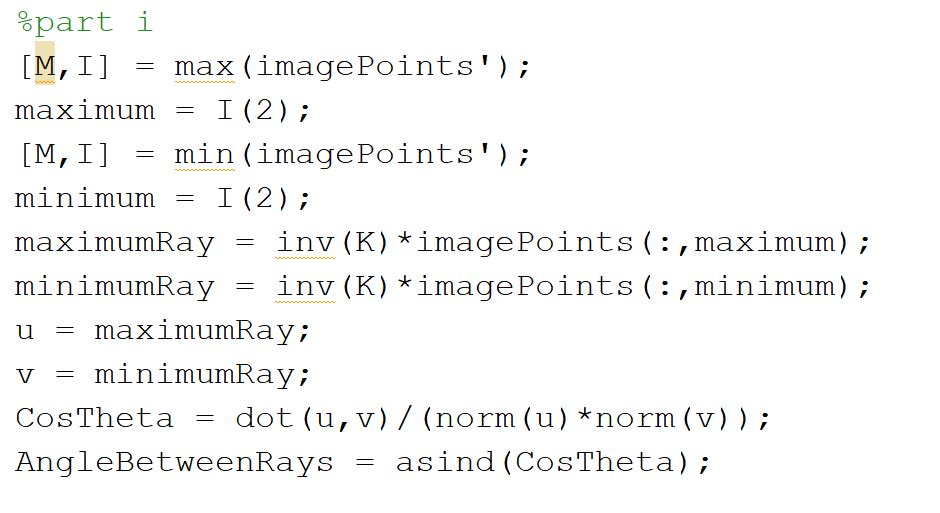 %part i
[M,I] = max(imagePoints');
maximum = I(2);
[M,I] = min(imagePoints');
minimum = I(2);
maximumRay = inv(K)*imagePoints(:,maximum);
minimumRay = inv(K)*imagePoints(:,minimum);
u = maximumRay;
v = minimumRay;
CosTheta = dot(u,v)/(norm(u)*norm(v));
AngleBetweenRays = asind(CosTheta);